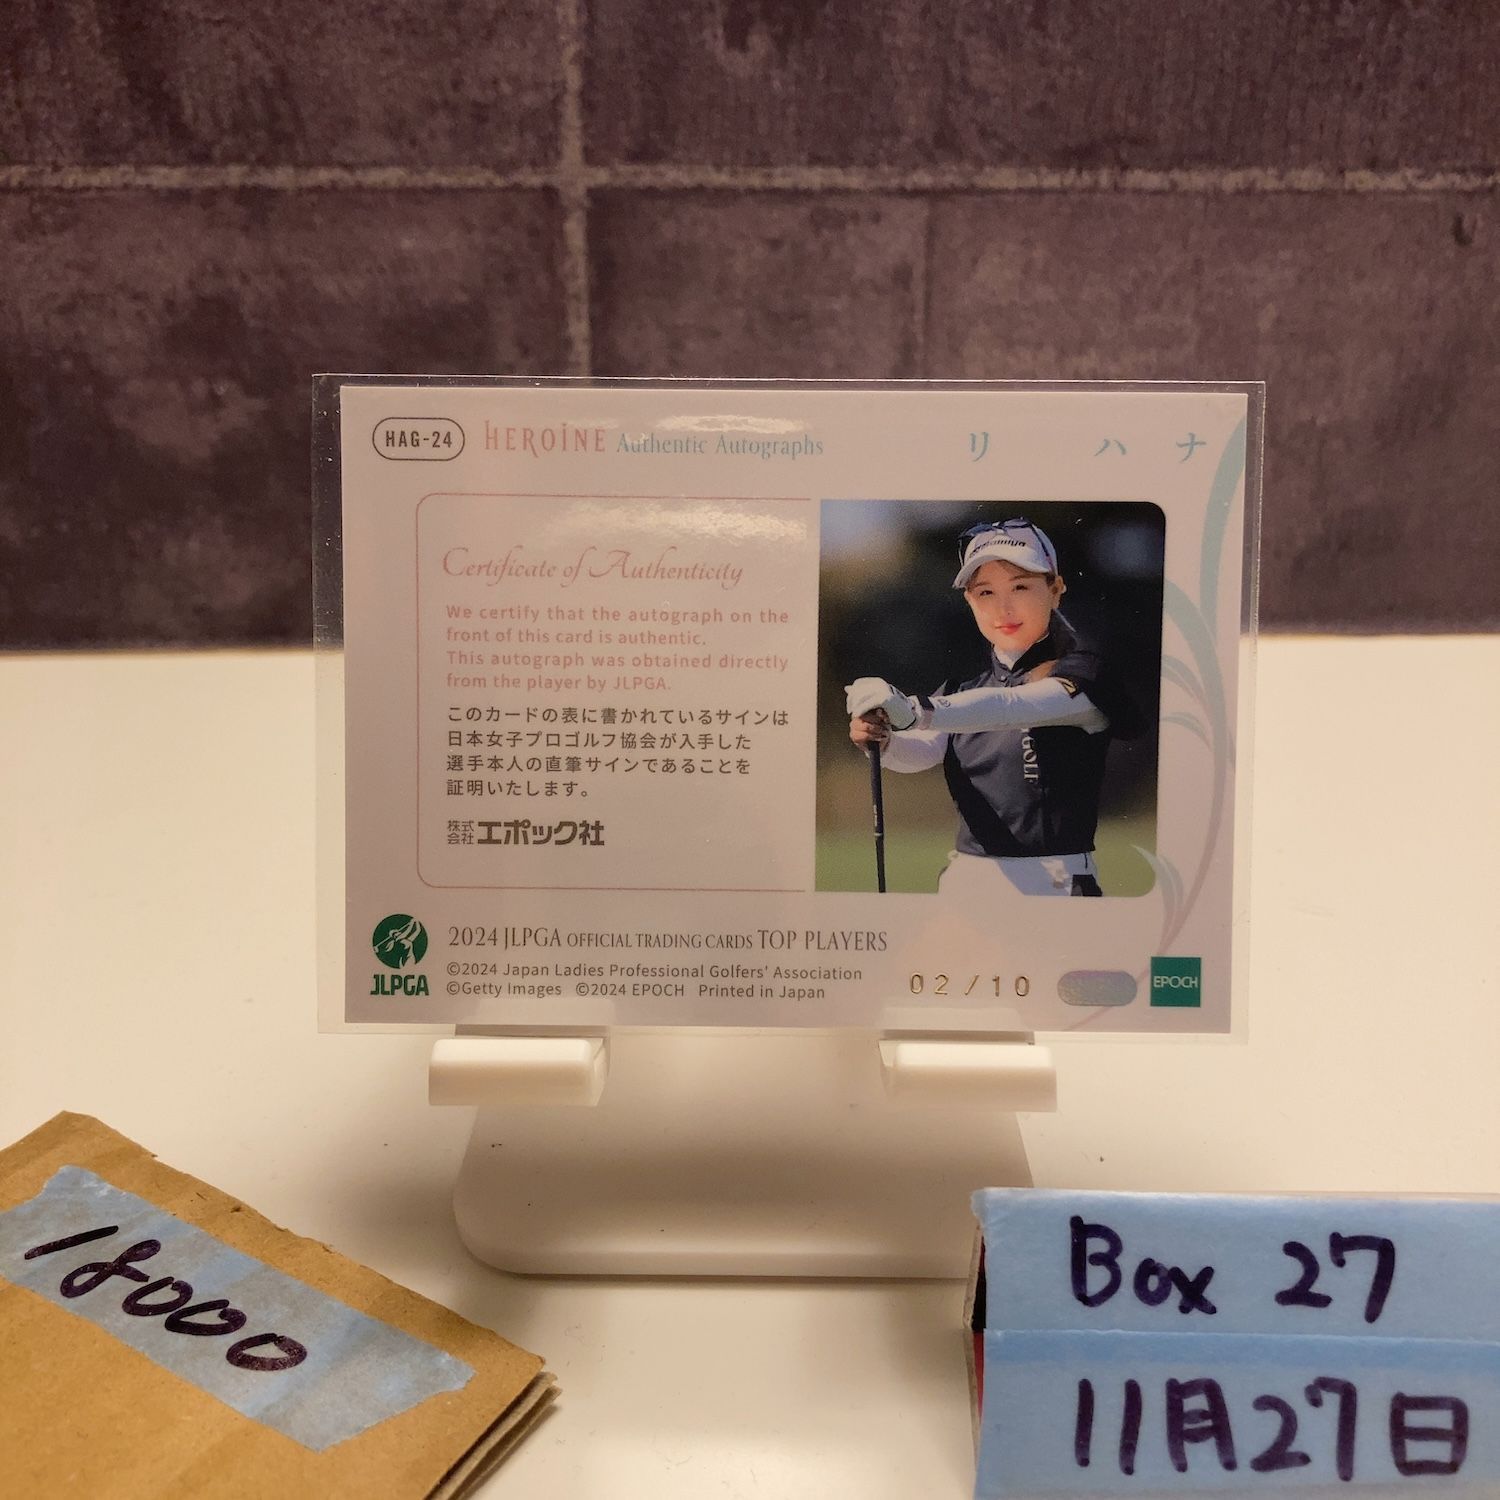 HAG-24 HEROINE Authentic Autographs リ ハナ
Certificate of Authenticity
We certify that the autograph on the
front of this card is authentic.
This autograph was obtained directly
from the player by JLPGA.
このカードの表に書かれているサインは
日本女子プロゴルフ協会が入手した
選手本人の直筆サインであることを
証明いたします。
株式会社エポック社
GOLF
JLPGA
2024 JLPGA OFFICIAL TRADING CARDS TOP PLAYERS
©2024 Japan Ladies Professional Golfers' Association
©Getty Images ©2024 EPOCH Printed in Japan
02/10
EPOCH
18000
Box 27
11月27日